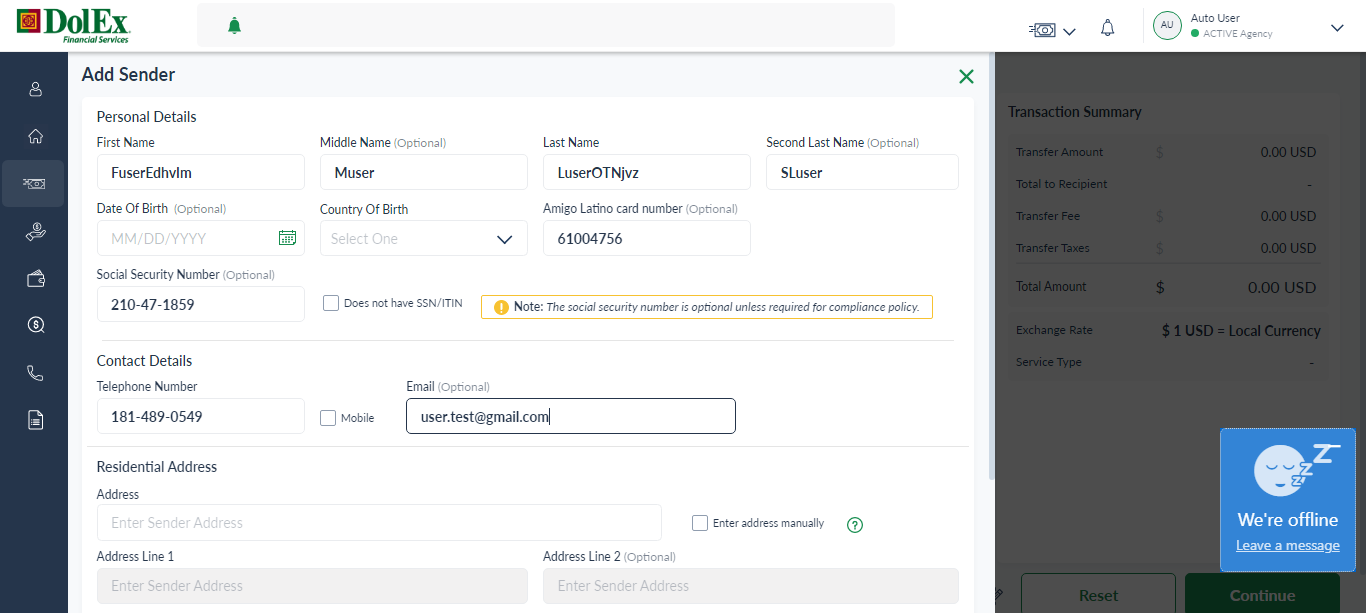 DolEx
Financial Services
AU
Auto User
ACTIVE Agency
Add Sender
Personal Details
First Name
Middle Name (Optional)
Last Name
Second Last Name (Optional)
FuserEdhvlm
Muser
LuserOTNjvz
SLuser
Date Of Birth (Optional)
Country Of Birth
Amigo Latino card number (Optional)
MM/DD/YYYY
Select One
61004756
Social Security Number (Optional)
210-47-1859
Does not have SSN/ITIN
Note: The social security number is optional unless required for compliance policy.
Contact Details
Telephone Number
Email (Optional)
181-489-0549
Mobile
user.test@gmail.com
Residential Address
Address
Enter Sender Address
Enter address manually
Address Line 1
Address Line 2 (Optional)
Enter Sender Address
Enter Sender Address
Transaction Summary
Transfer Amount $ 0.00 USD
Total to Recipient -
Transfer Fee $ 0.00 USD
Transfer Taxes $ 0.00 USD
Total Amount $ 0.00 USD
Exchange Rate $ 1 USD = Local Currency
Service Type -
We're offline
Leave a message
Reset
Continue